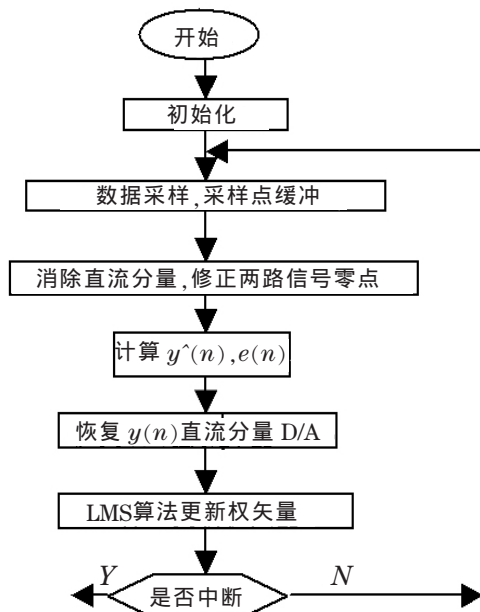 开始
初始化
数据采样,采样点缓冲
消除直流分量,修正两路信号零点
计算 y^(n),e(n)
恢复 y(n)直流分量 D/A
LMS算法更新权矢量
Y
是否中断
N